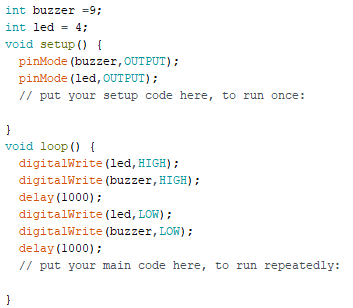 int buzzer =9;
int led = 4;
void setup() {
  pinMode(buzzer,OUTPUT);
  pinMode(led,OUTPUT);
  // put your setup code here, to run once:

}
void loop() {
  digitalWrite(led,HIGH);
  digitalWrite(buzzer,HIGH);
  delay(1000);
  digitalWrite(led,LOW);
  digitalWrite(buzzer,LOW);
  delay(1000);
  // put your main code here, to run repeatedly:

}